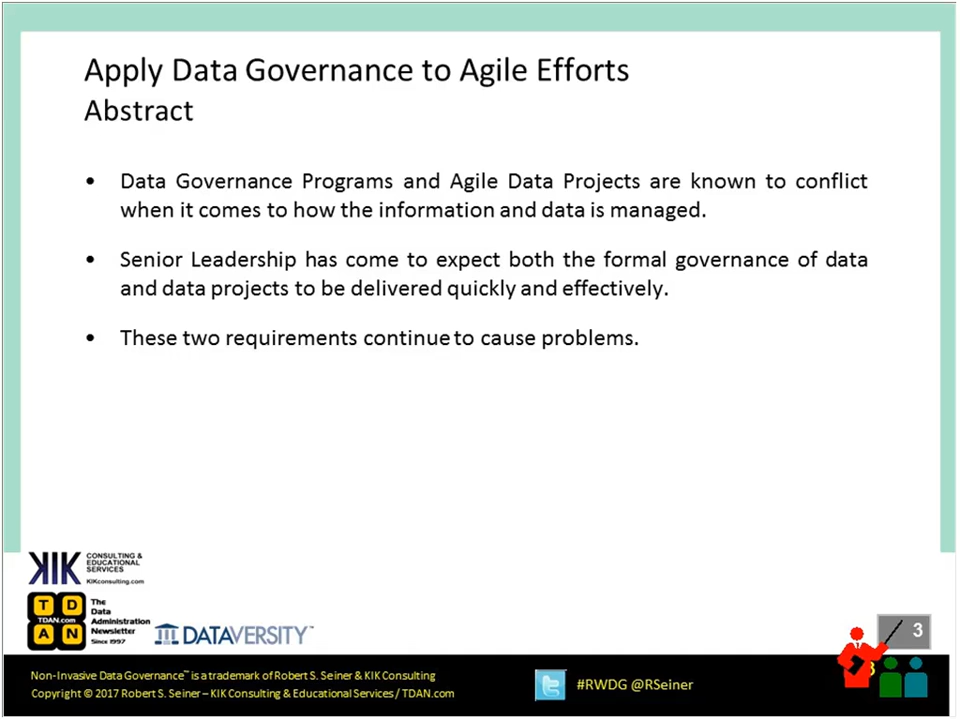 Apply Data Governance to Agile Efforts
Abstract
• Data Governance Programs and Agile Data Projects are known to conflict
when it comes to how the information and data is managed.
• Senior Leadership has come to expect both the formal governance of data
and data projects to be delivered quickly and effectively.
• These two requirements continue to cause problems.
KIK CONSULTING &
EDUCATIONAL
SERVICES
KIKconsulting.com
T D
TDAN.com
A N
The
Data
Administration
Newsletter
Since 1997
DATAVERSITY™
3
3
Non-Invasive Data Governance™ is a trademark of Robert S. Seiner & KIK Consulting
Copyright © 2017 Robert S. Seiner – KIK Consulting & Educational Services / TDAN.com
#RWDG @RSeiner